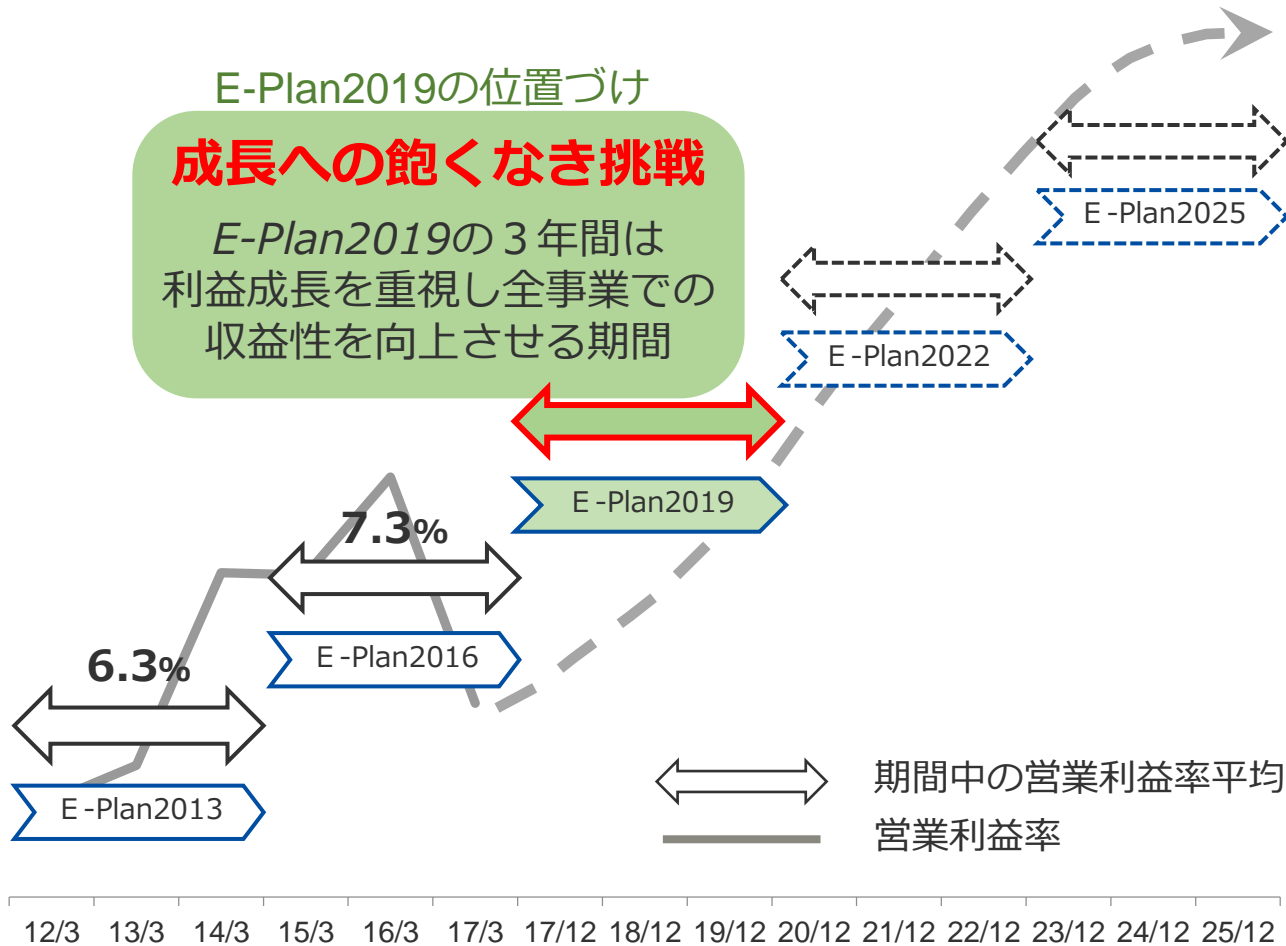 E-Plan2019の位置づけ
成長への飽くなき挑戦
E-Plan2019の３年間は
利益成長を重視し全事業での
収益性を向上させる期間
E-Plan2025
E-Plan2022
E-Plan2019
7.3%
E-Plan2016
6.3%
E-Plan2013
期間中の営業利益率平均
営業利益率
12/3 13/3 14/3 15/3 16/3 17/3 17/12 18/12 19/12 20/12 21/12 22/12 23/12 24/12 25/12